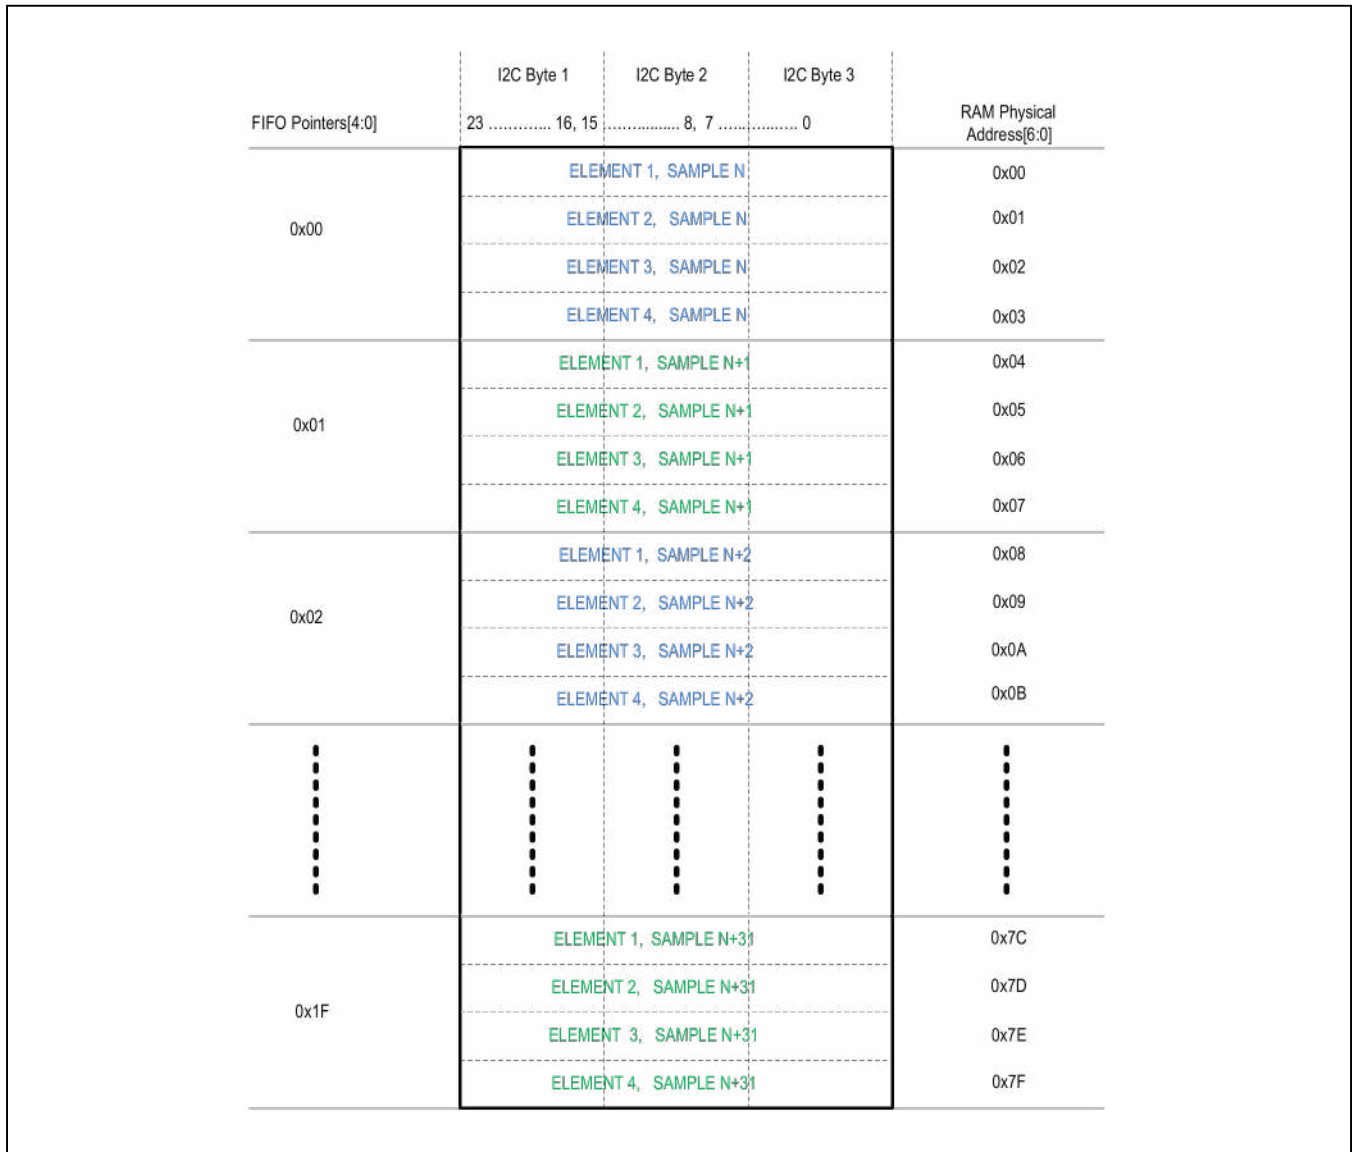 I2C Byte 1 I2C Byte 2 I2C Byte 3
FIFO Pointers[4:0] 23 ............ 16, 15 ................ 8, 7 ................ 0 RAM Physical Address[6:0]
0x00
ELEMENT 1, SAMPLE N 0x00
ELEMENT 2, SAMPLE N 0x01
ELEMENT 3, SAMPLE N 0x02
ELEMENT 4, SAMPLE N 0x03
0x01
ELEMENT 1, SAMPLE N+1 0x04
ELEMENT 2, SAMPLE N+1 0x05
ELEMENT 3, SAMPLE N+1 0x06
ELEMENT 4, SAMPLE N+1 0x07
0x02
ELEMENT 1, SAMPLE N+2 0x08
ELEMENT 2, SAMPLE N+2 0x09
ELEMENT 3, SAMPLE N+2 0x0A
ELEMENT 4, SAMPLE N+2 0x0B
0x1F
ELEMENT 1, SAMPLE N+31 0x7C
ELEMENT 2, SAMPLE N+31 0x7D
ELEMENT 3, SAMPLE N+31 0x7E
ELEMENT 4, SAMPLE N+31 0x7F